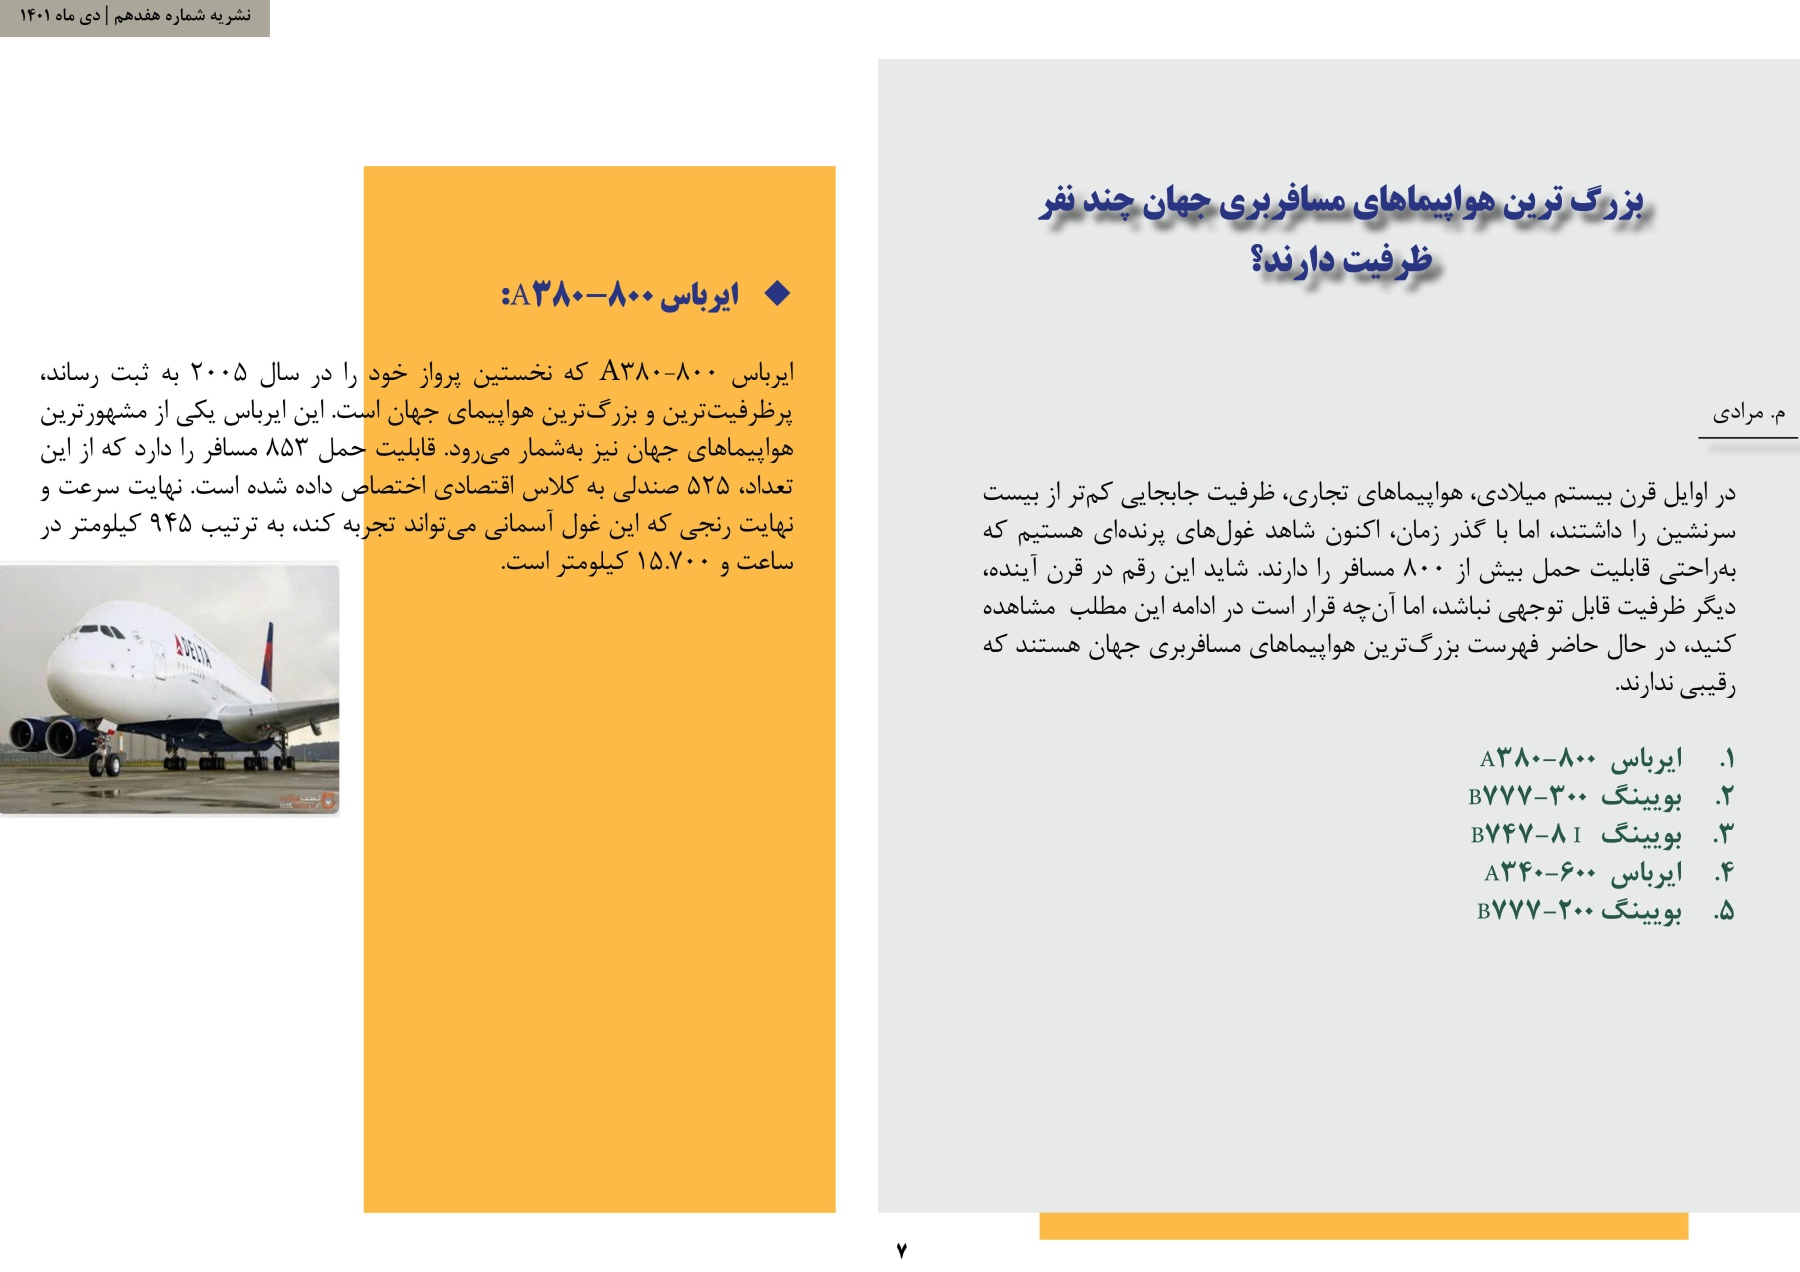 نشریه شماره هفدهم | دی ماه ۱۴۰۱
بزرگ ترین هواپیماهای مسافربری جهان چند نفر
ظرفیت دارند؟
م. مرادی
در اوایل قرن بیستم میلادی، هواپیماهای تجاری، ظرفیت جابجایی کم‌تر از بیست
سرنشین را داشتند، اما با گذر زمان، اکنون شاهد غول‌های پرنده‌ای هستیم که
به‌راحتی قابلیت حمل بیش از ۸۰۰ مسافر را دارند. شاید این رقم در قرن آینده،
دیگر ظرفیت قابل توجهی نباشد، اما آن‌چه قرار است در ادامه این مطلب مشاهده
کنید، در حال حاضر فهرست بزرگ‌ترین هواپیماهای مسافربری جهان هستند که
رقیبی ندارند.
۱. ایرباس A۳۸۰-۸۰۰
۲. بویینگ B۷۷۷-۳۰۰
۳. بویینگ B۷۴۷-۸ I
۴. ایرباس A۳۴۰-۶۰۰
۵. بویینگ B۷۷۷-۲۰۰
◆ ایرباس A۳۸۰-۸۰۰:
ایرباس A۳۸۰-۸۰۰ که نخستین پرواز خود را در سال ۲۰۰۵ به ثبت رساند،
پرظرفیت‌ترین و بزرگ‌ترین هواپیمای جهان است. این ایرباس یکی از مشهورترین
هواپیماهای جهان نیز به‌شمار می‌رود. قابلیت حمل ۸۵۳ مسافر را دارد که از این
تعداد، ۵۲۵ صندلی به کلاس اقتصادی اختصاص داده شده است. نهایت سرعت و
نهایت رنجی که این غول آسمانی می‌تواند تجربه کند، به ترتیب ۹۴۵ کیلومتر در
ساعت و ۱۵.۷۰۰ کیلومتر است.
DELTA
۷